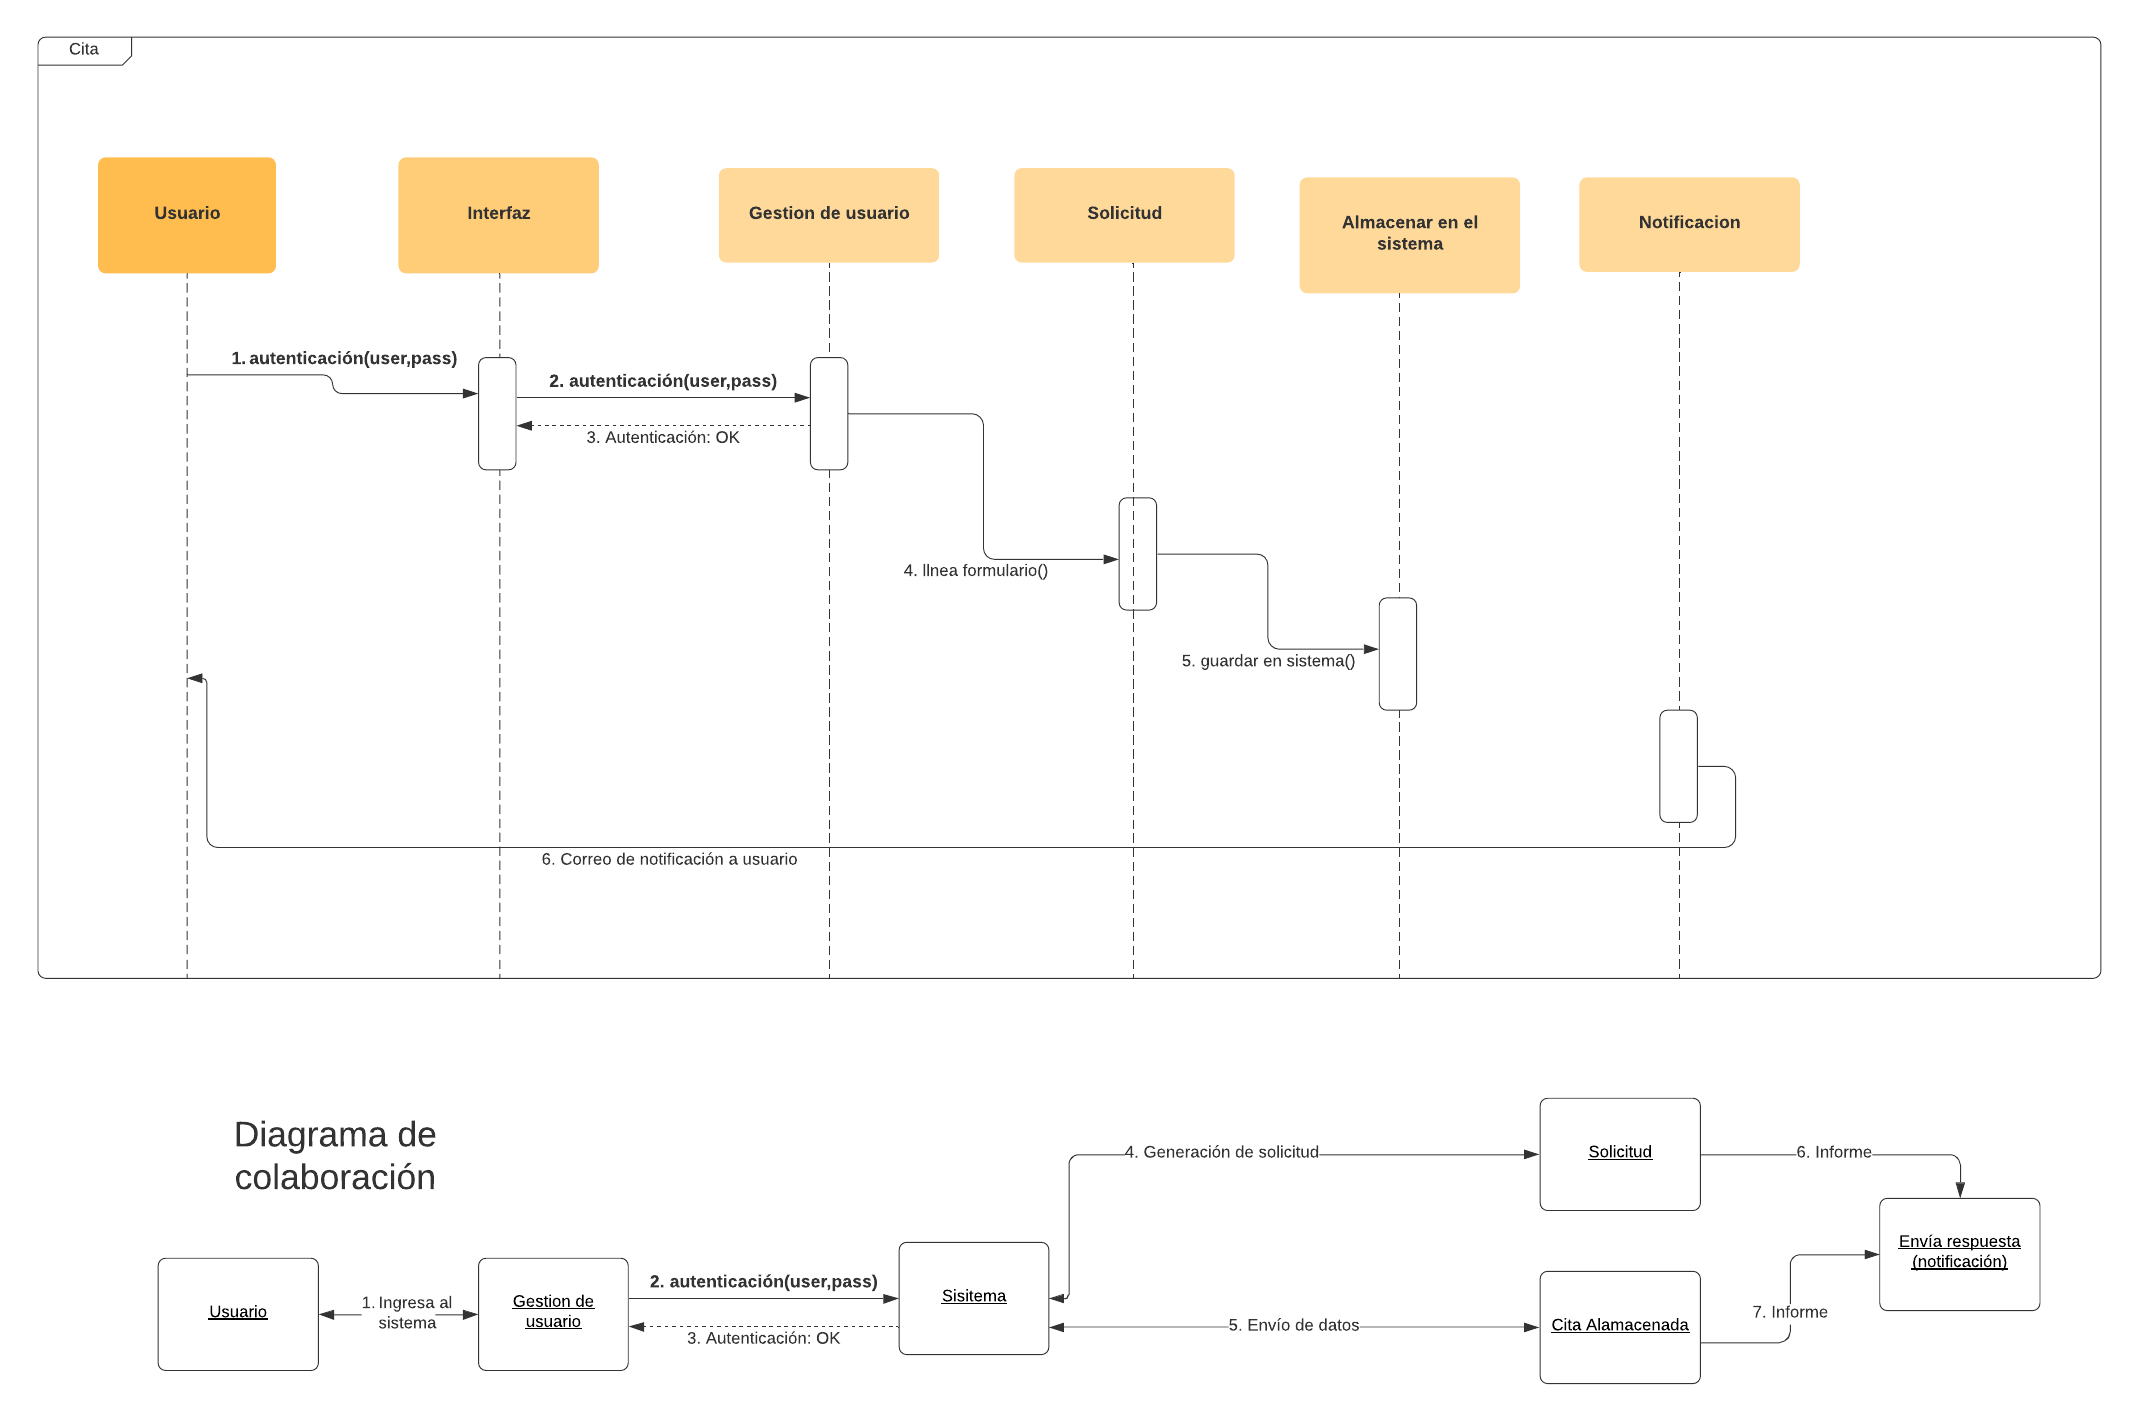 Cita
Usuario
Interfaz
Gestion de usuario
Solicitud
Almacenar en el
sistema
Notificacion
1. autenticación(user,pass)
2. autenticación(user,pass)
3. Autenticación: OK
4. llnea formulario()
5. guardar en sistema()
6. Correo de notificación a usuario
Diagrama de
colaboración
4. Generación de solicitud
Solicitud
6. Informe
Usuario
1. Ingresa al
sistema
Gestion de
usuario
2. autenticación(user,pass)
3. Autenticación: OK
Sisitema
5. Envío de datos
Cita Alamacenada
7. Informe
Envía respuesta
(notificación)